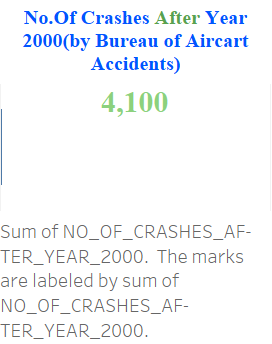 No.Of Crashes After Year
2000(by Bureau of Aircart
Accidents)
4,100
Sum of NO_OF_CRASHES_AF-
TER_YEAR_2000.  The marks
are labeled by sum of
NO_OF_CRASHES_AF-
TER_YEAR_2000.